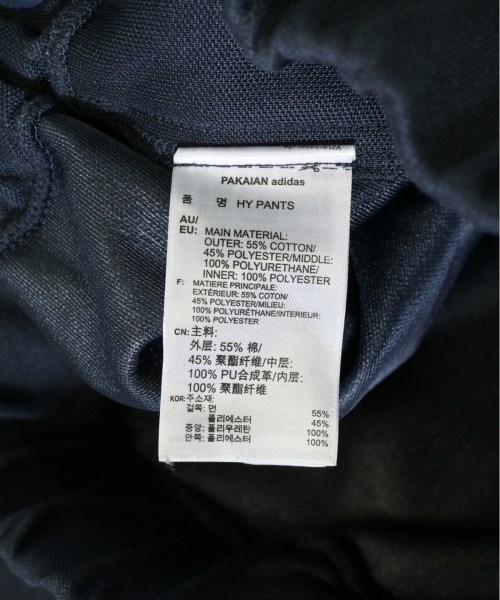 PAKAIAN adidas
품 명 HY PANTS
AU/
EU: MAIN MATERIAL:
OUTER: 55% COTTON/
45% POLYESTER/MIDDLE:
100% POLYURETHANE/
INNER: 100% POLYESTER
F: MATIERE PRINCIPALE:
EXTÉRIEUR: 55% COTON/
45% POLYESTER/MILIEU:
100% POLYURÉTHANE/INTERIEUR:
100% POLYESTER
CN:主料:
外层: 55% 棉/
45% 聚酯纤维/中层:
100% PU合成革/内层:
100% 聚酯纤维
KOR:주소재:
겉쪽: 면 55%
폴리에스터 45%
중앙: 폴리우레탄 100%
안쪽: 폴리에스터 100%